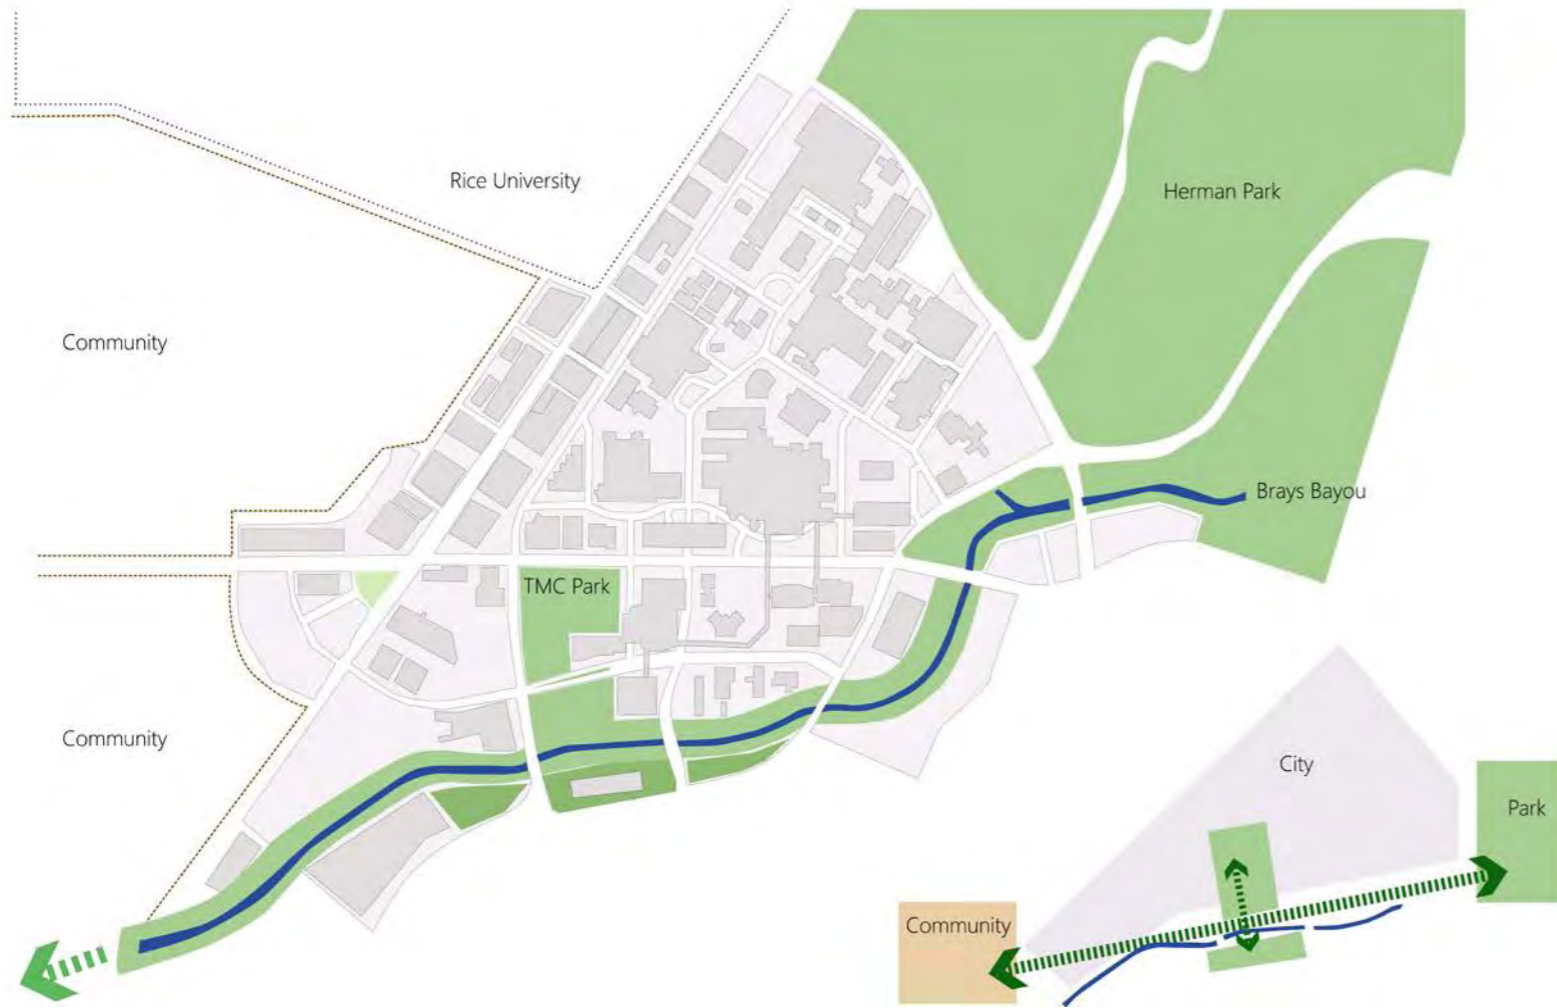 Rice University
Herman Park
Community
Brays Bayou
TMC Park
Community
City
Park
Community